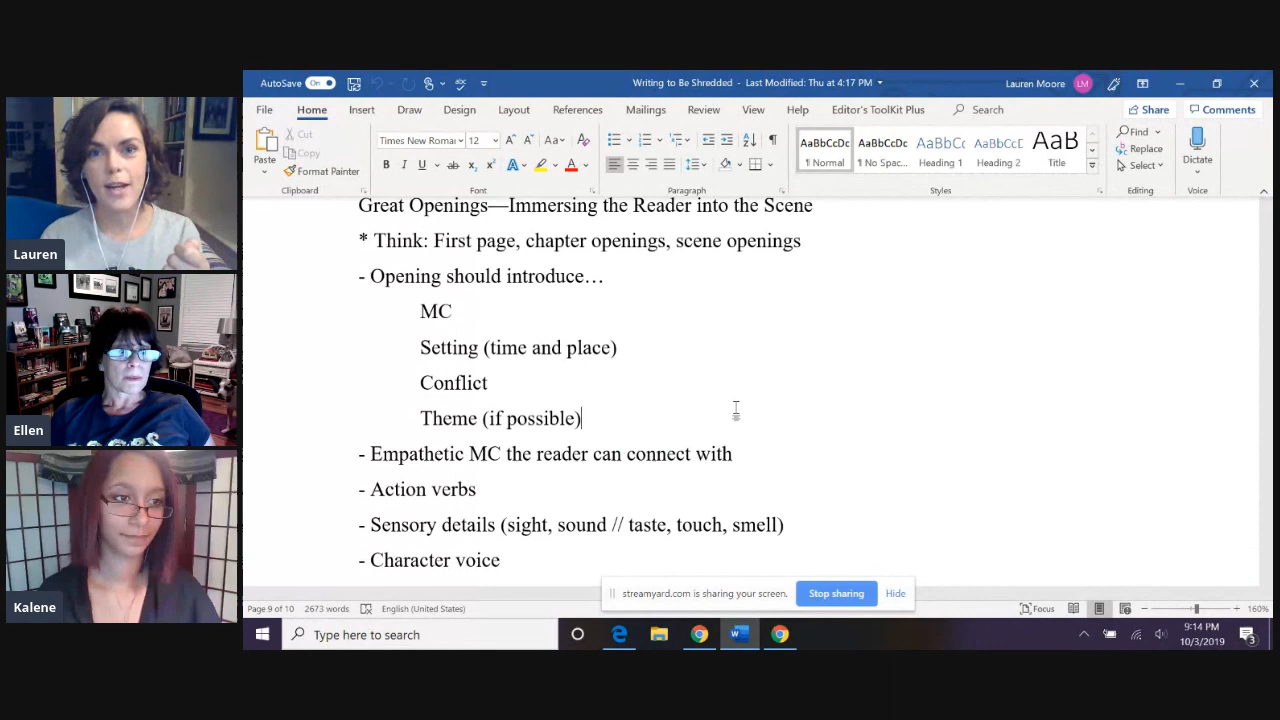 AutoSave On
Writing to Be Shredded - Last Modified: Thu at 4:17 PM
Lauren Moore LM
File Home Insert Draw Design Layout References Mailings Review View Help Editor's ToolKit Plus Search Share Comments
Paste
Cut
Copy
Format Painter
Clipboard
Times New Roma 12
Font
Paragraph
AaBbCcDc AaBbCcDc AaBbCc AaBbCcD AaB
¶ Normal ¶ No Spac... Heading 1 Heading 2 Title
Styles
Find
Replace
Select
Editing
Dictate
Voice
Great Openings—Immersing the Reader into the Scene
* Think: First page, chapter openings, scene openings
- Opening should introduce…
MC
Setting (time and place)
Conflict
Theme (if possible)
- Empathetic MC the reader can connect with
- Action verbs
- Sensory details (sight, sound // taste, touch, smell)
- Character voice
streamyard.com is sharing your screen. Stop sharing Hide
Page 9 of 10 2673 words English (United States) Focus 160%
Type here to search
9:14 PM
10/3/2019
3
Lauren
Ellen
Kalene